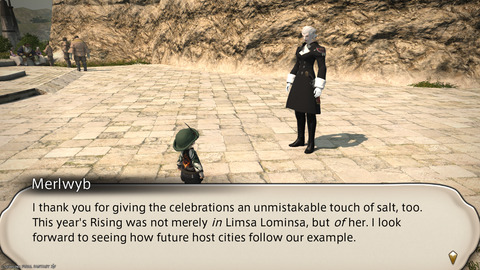 Merlwyb
I thank you for giving the celebrations an unmistakable touch of salt, too.
This year's Rising was not merely in Limsa Lominsa, but of her. I look
forward to seeing how future host cities follow our example.